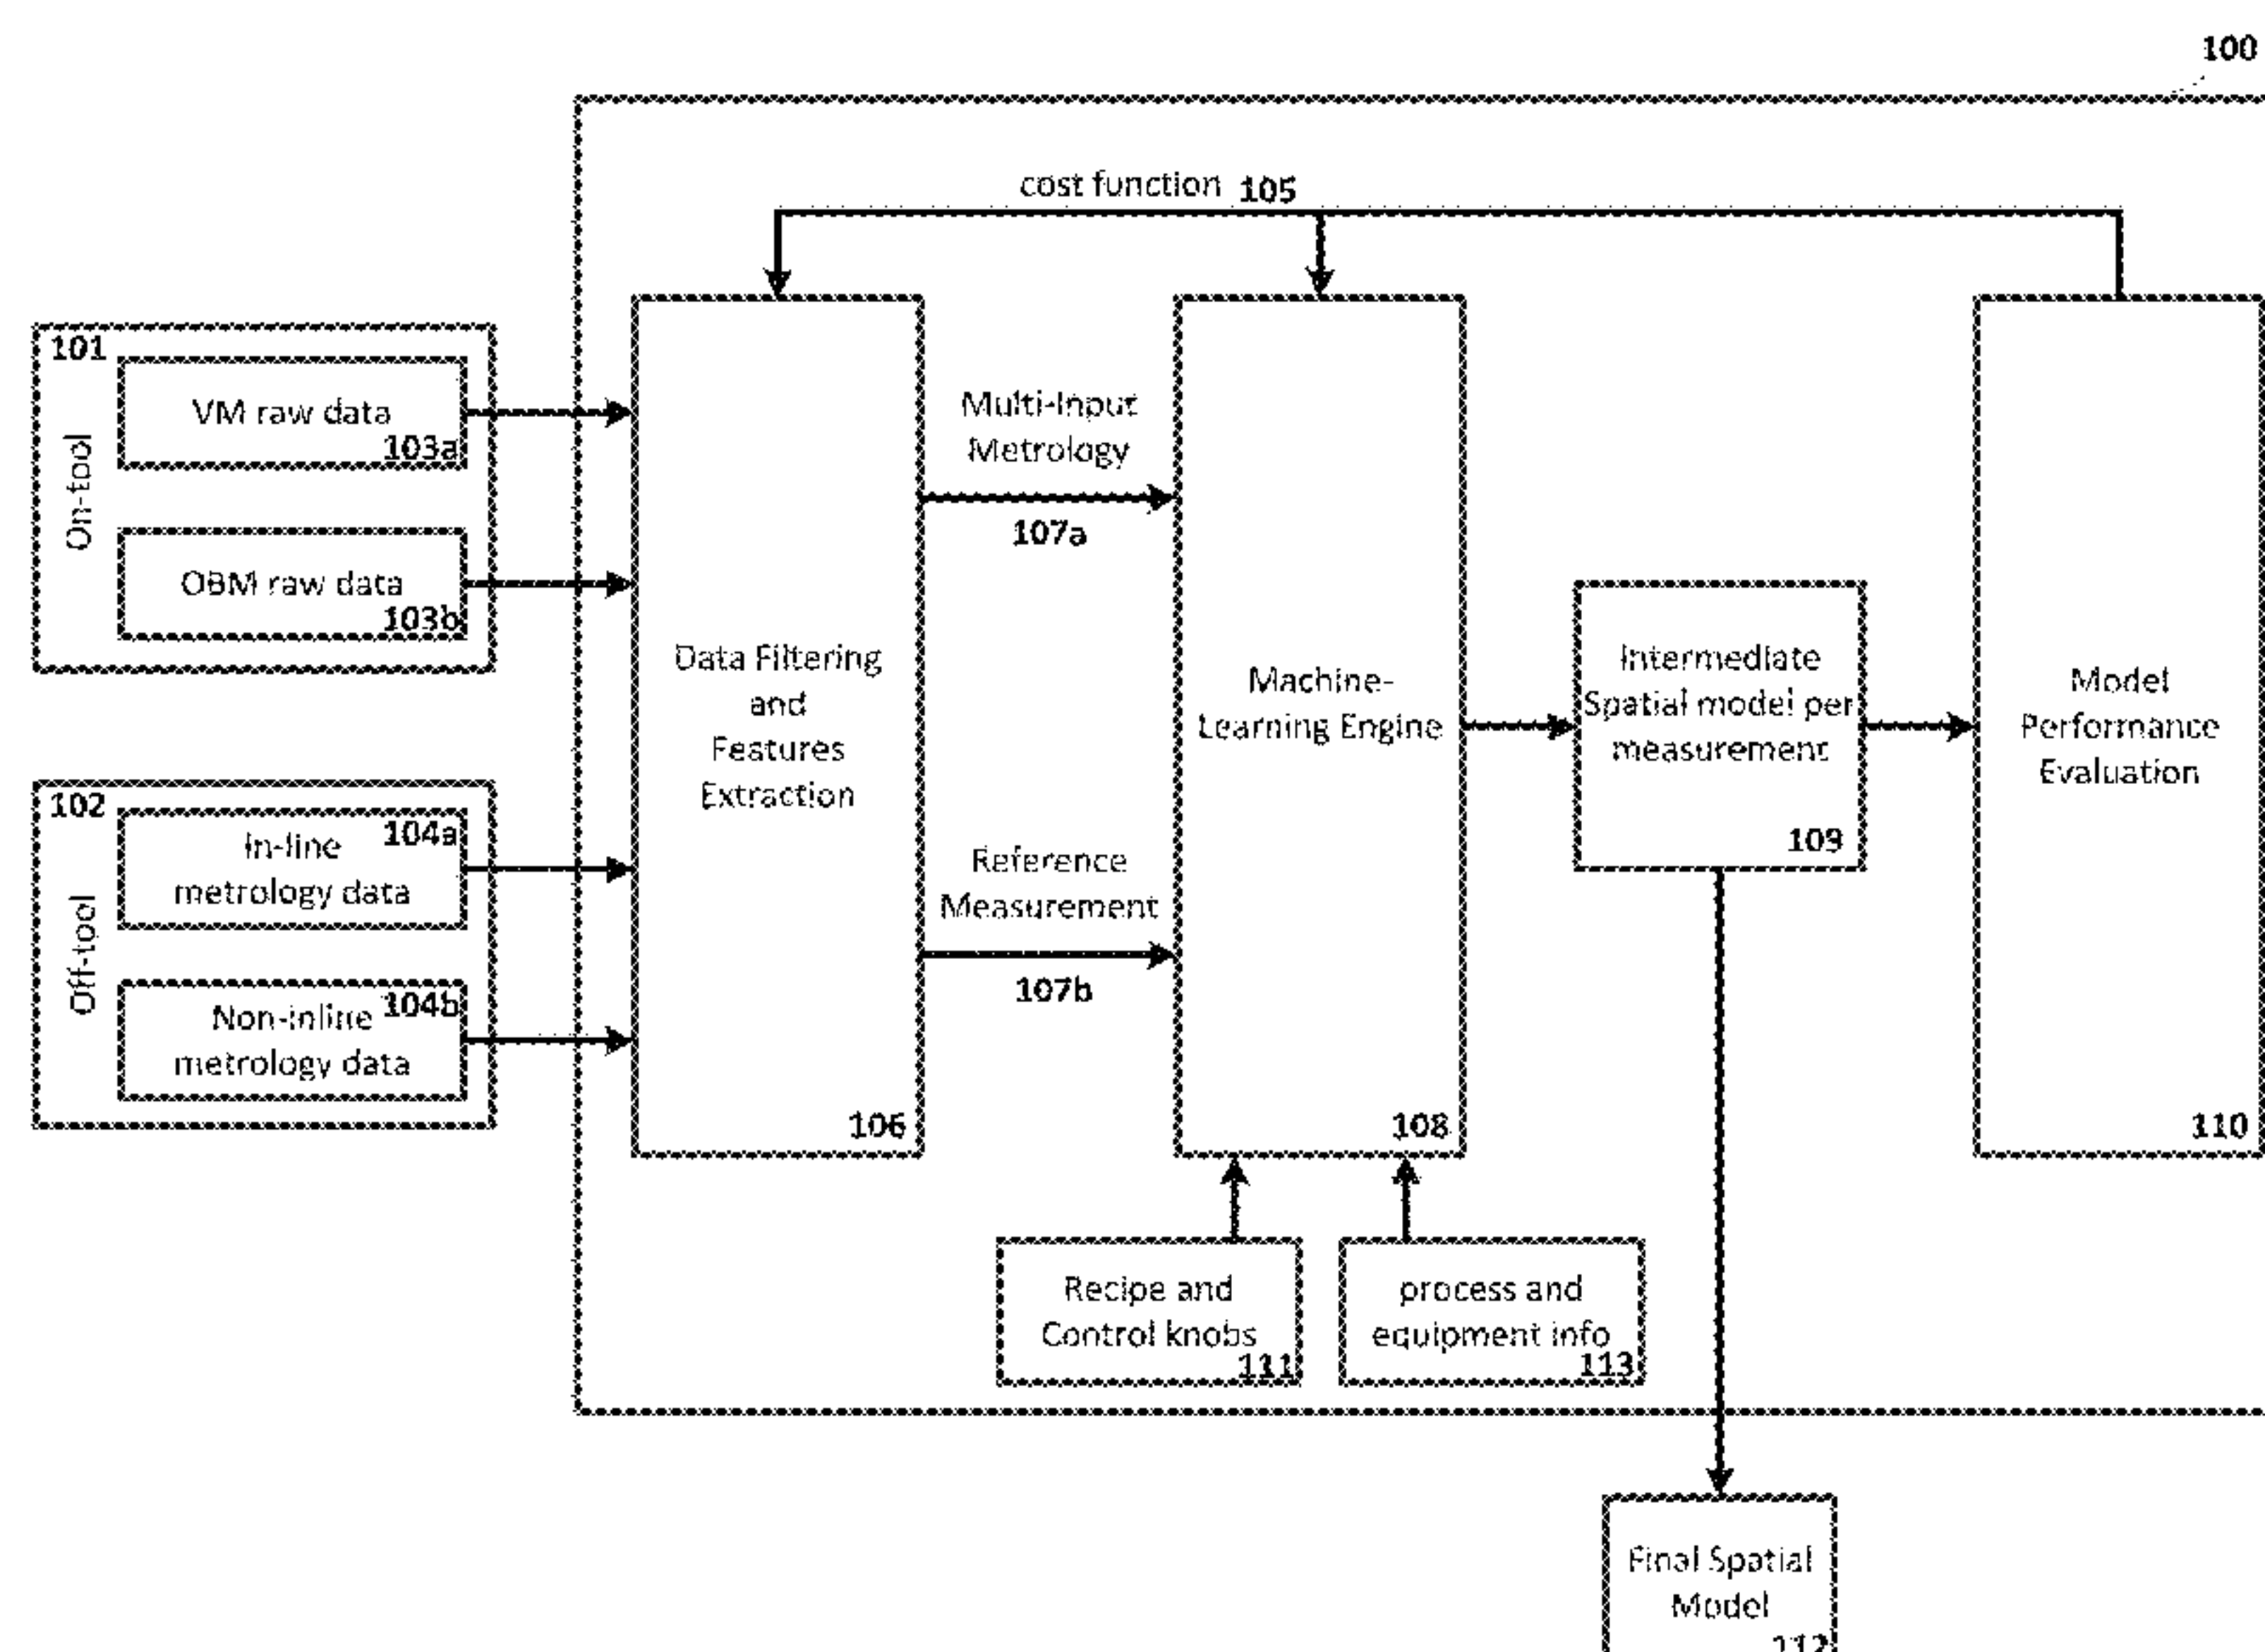 100
cost function 105
101
On-tool
VM raw data
103a
OBM raw data
103b
102
Off-tool
104a
In-line
metrology data
104b
Non-inline
metrology data
Data Filtering
and
Features
Extraction
106
Multi-Input
Metrology
107a
Reference
Measurement
107b
Machine-
Learning Engine
108
Intermediate
Spatial model per
measurement
109
Model
Performance
Evaluation
110
Recipe and
Control knobs
111
process and
equipment info
113
Final Spatial
Model
112